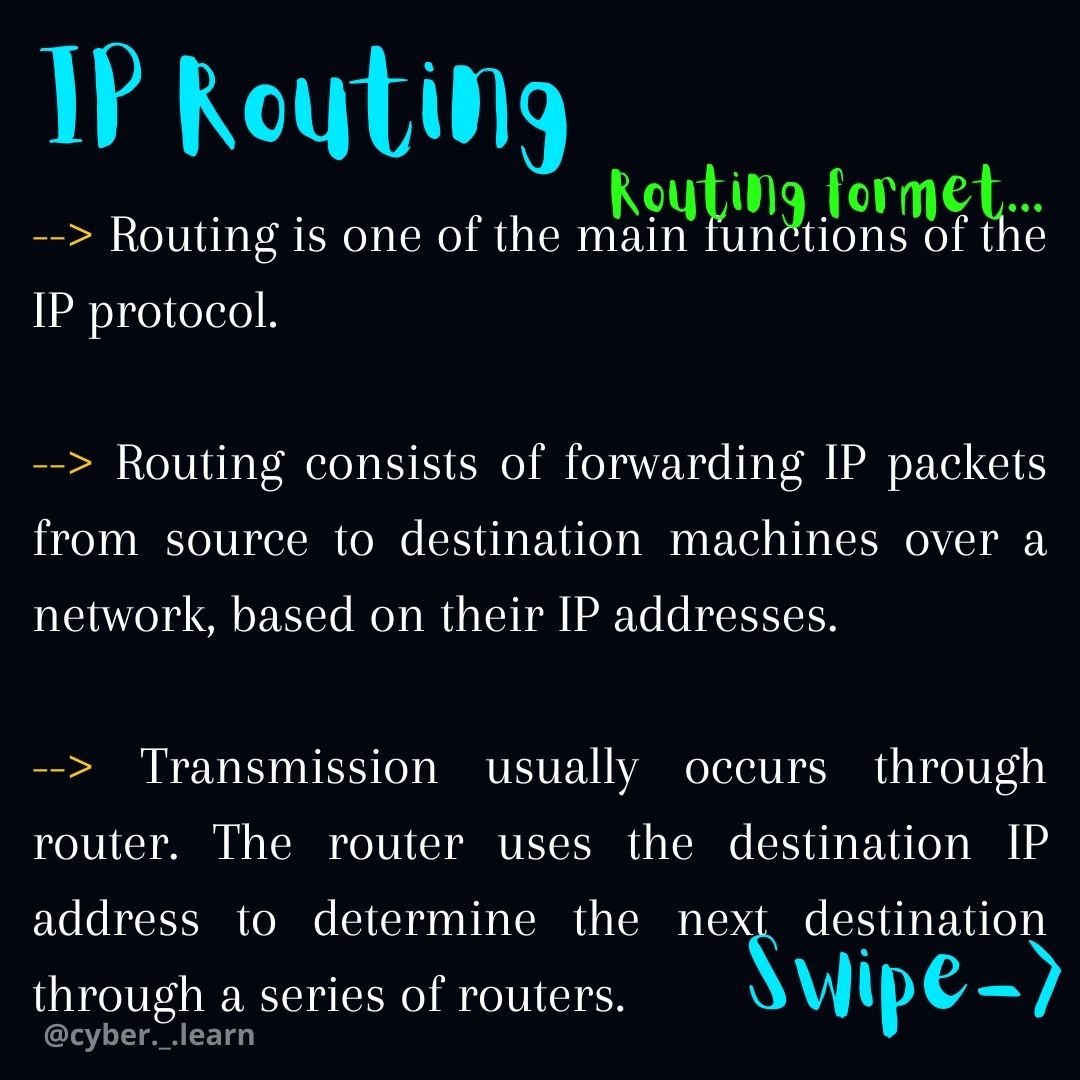 IP Routing
Routing formet...
--> Routing is one of the main functions of the
IP protocol.
--> Routing consists of forwarding IP packets
from source to destination machines over a
network, based on their IP addresses.
--> Transmission usually occurs through
router. The router uses the destination IP
address to determine the next destination
through a series of routers.
Swipe->
@cyber._.learn